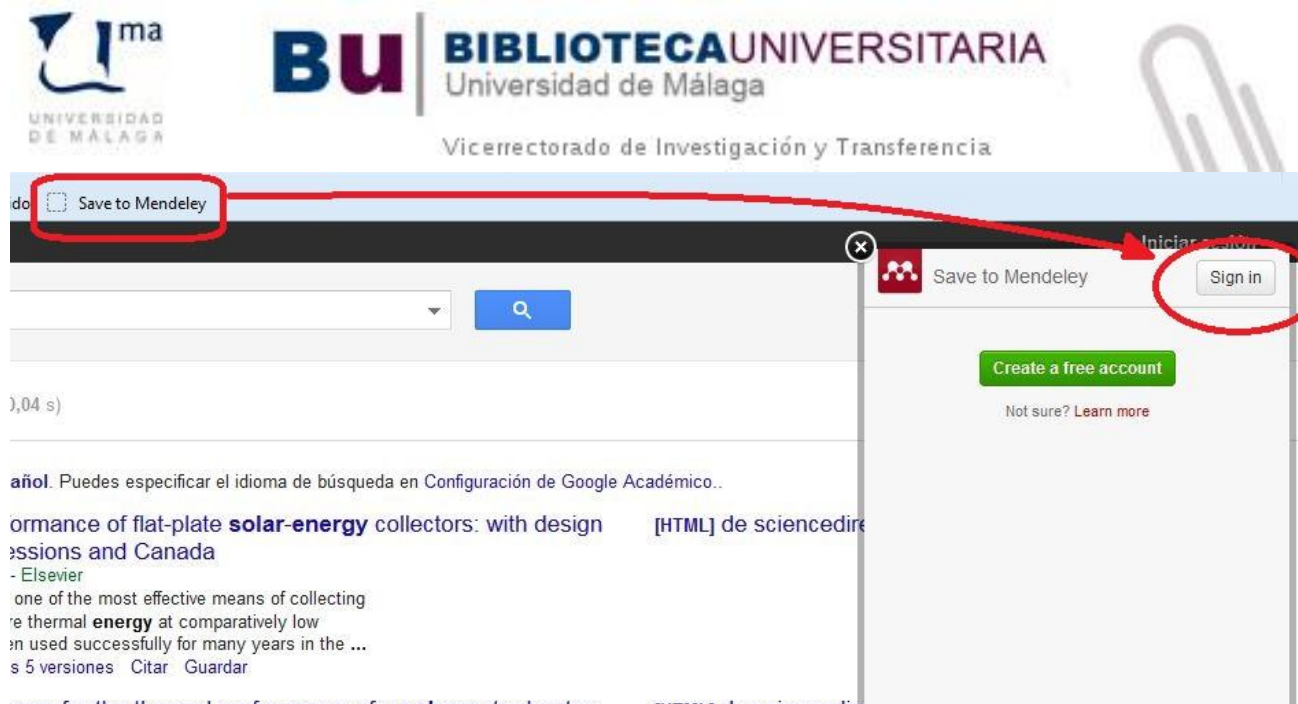 uma
UNIVERSIDAD
DE MÁLAGA
Bu
BIBLIOTECAUNIVERSITARIA
Universidad de Málaga
Vicerrectorado de Investigación y Transferencia
do Save to Mendeley
Iniciar sesión
Save to Mendeley Sign in
Create a free account
Not sure? Learn more
0,04 s)
añol. Puedes especificar el idioma de búsqueda en Configuración de Google Académico..
ormance of flat-plate solar-energy collectors: with design
essions and Canada
[HTML] de sciencedire
- Elsevier
one of the most effective means of collecting
re thermal energy at comparatively low
en used successfully for many years in the ...
s 5 versiones Citar Guardar